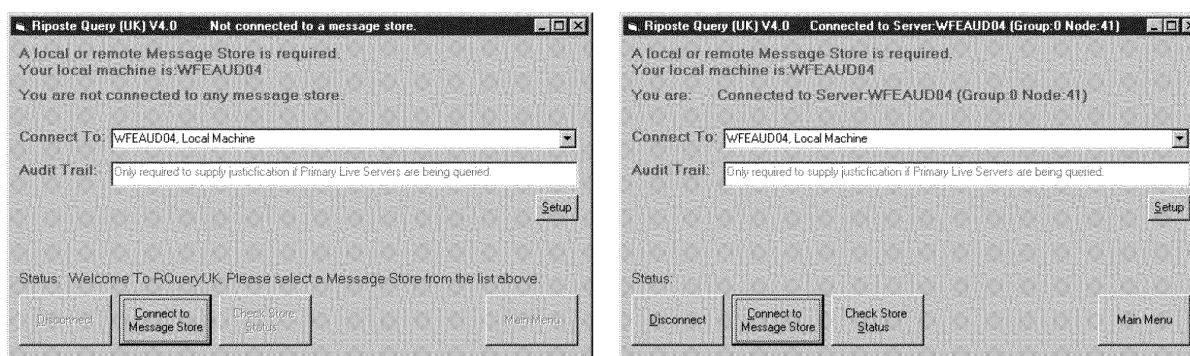 Riposte Query (UK) V4.0 Not connected to a message store.
A local or remote Message Store is required.
Your local machine is:WFEAUD04
You are not connected to any message store.
Connect To: WFEAUD04, Local Machine
Audit Trail: Only required to supply justicfication if Primary Live Servers are being queried.
Setup
Status: Welcome To RQueryUK, Please select a Message Store from the list above.
Disconnect
Connect to
Message Store
Check Store
Status
Main Menu
Riposte Query (UK) V4.0 Connected to Server:WFEAUD04 (Group:0 Node:41)
A local or remote Message Store is required.
Your local machine is:WFEAUD04
You are: Connected to Server:WFEAUD04 (Group:0 Node:41)
Connect To: WFEAUD04, Local Machine
Audit Trail: Only required to supply justicfication if Primary Live Servers are being queried.
Setup
Status:
Disconnect
Connect to
Message Store
Check Store
Status
Main Menu